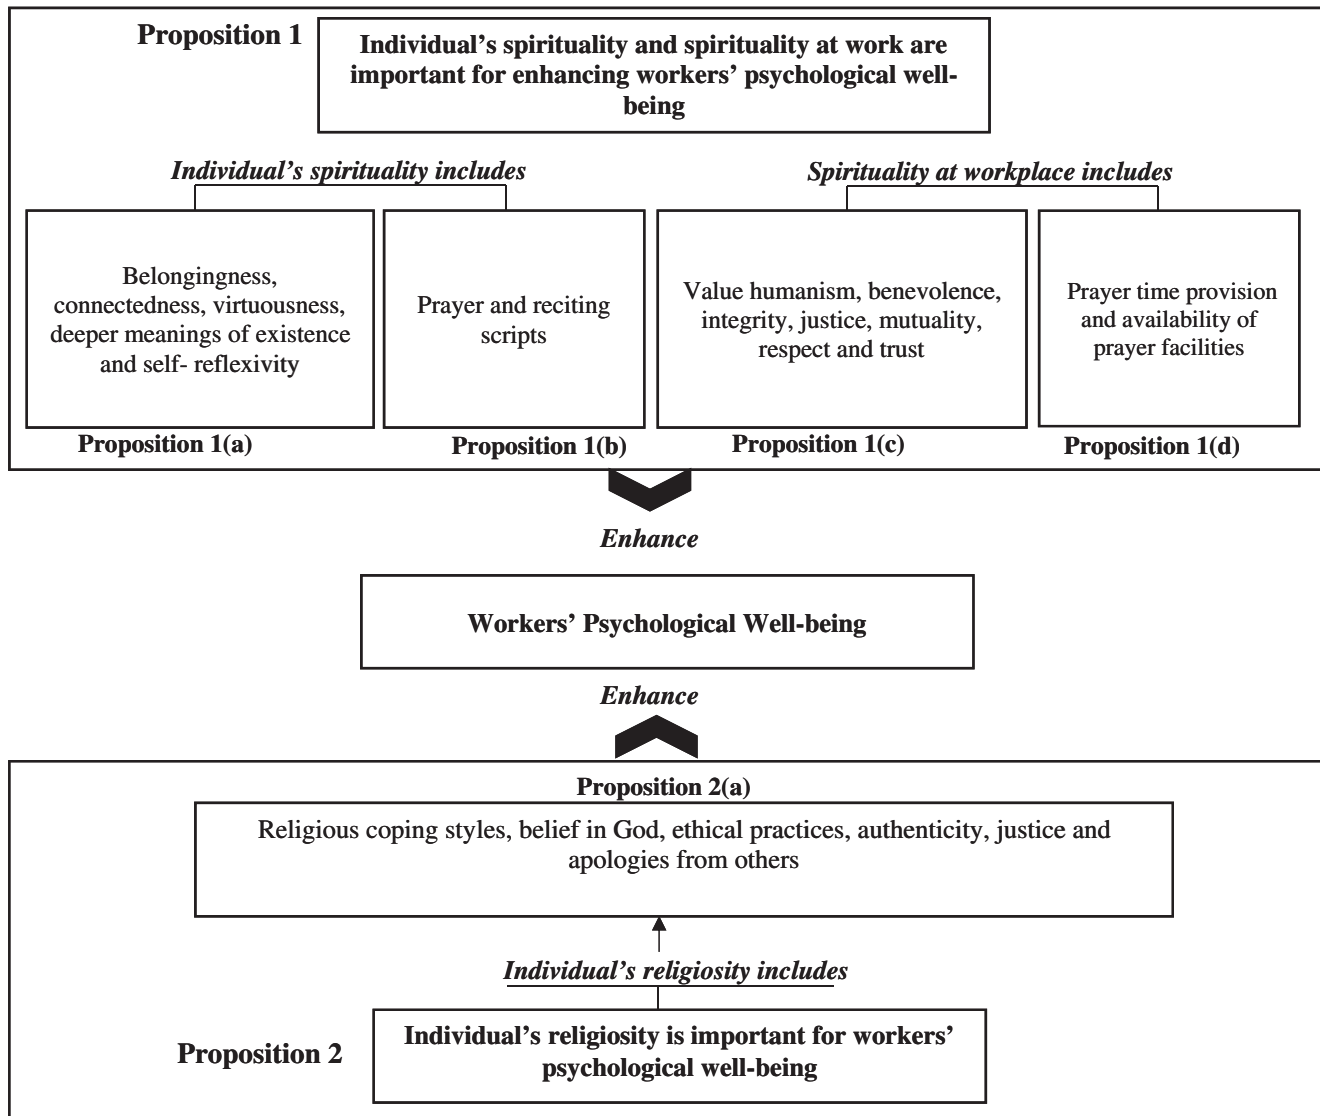 Proposition 1
Individual’s spirituality and spirituality at work are
important for enhancing workers’ psychological well-
being
Individual’s spirituality includes
Spirituality at workplace includes
Belongingness,
connectedness, virtuousness,
deeper meanings of existence
and self- reflexivity
Prayer and reciting
scripts
Value humanism, benevolence,
integrity, justice, mutuality,
respect and trust
Prayer time provision
and availability of
prayer facilities
Proposition 1(a)
Proposition 1(b)
Proposition 1(c)
Proposition 1(d)
Enhance
Workers’ Psychological Well-being
Enhance
Proposition 2(a)
Religious coping styles, belief in God, ethical practices, authenticity, justice and
apologies from others
Individual’s religiosity includes
Proposition 2
Individual’s religiosity is important for workers’
psychological well-being